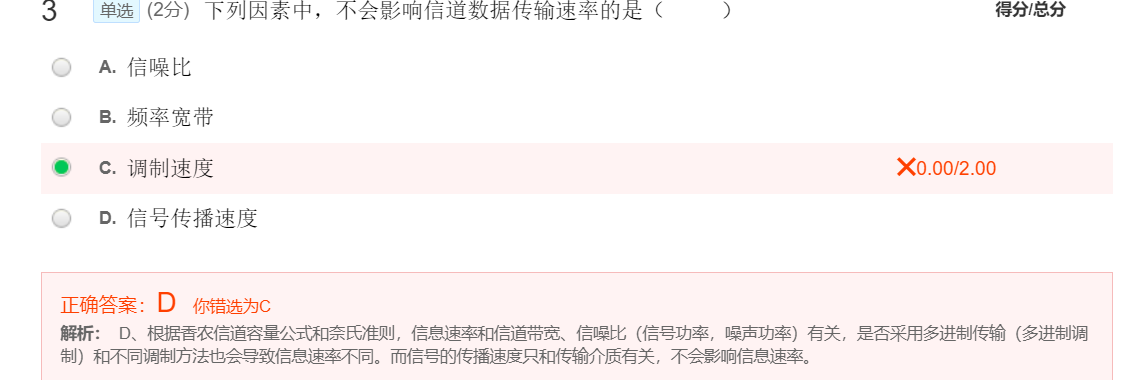 3 单选 (2分) 下列因素中，不会影响信道数据传输速率的是（ ） 得分/总分
A. 信噪比
B. 频率宽带
C. 调制速度 ✕0.00/2.00
D. 信号传播速度
正确答案：D 你错选为C
解析： D、根据香农信道容量公式和柰氏准则，信息速率和信道带宽、信噪比（信号功率，噪声功率）有关，是否采用多进制传输（多进制调
制）和不同调制方法也会导致信息速率不同。而信号的传播速度只和传输介质有关，不会影响信息速率。